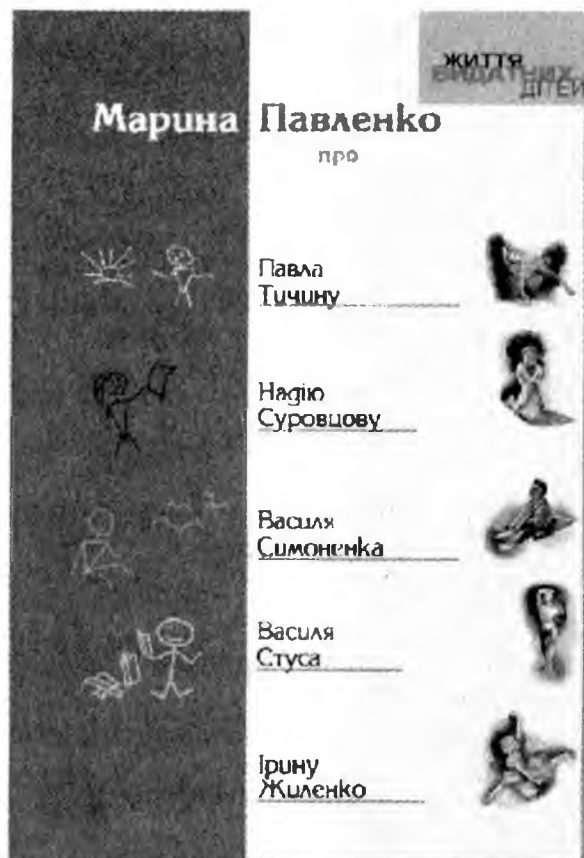 ЖИТТЯ
ВИДАТНИХ
ДІТЕЙ
Марина Павленко
про
Павла
Тичину
Надію
Суровцову
Василя
Симоненка
Василя
Стуса
Ірину
Жиленко